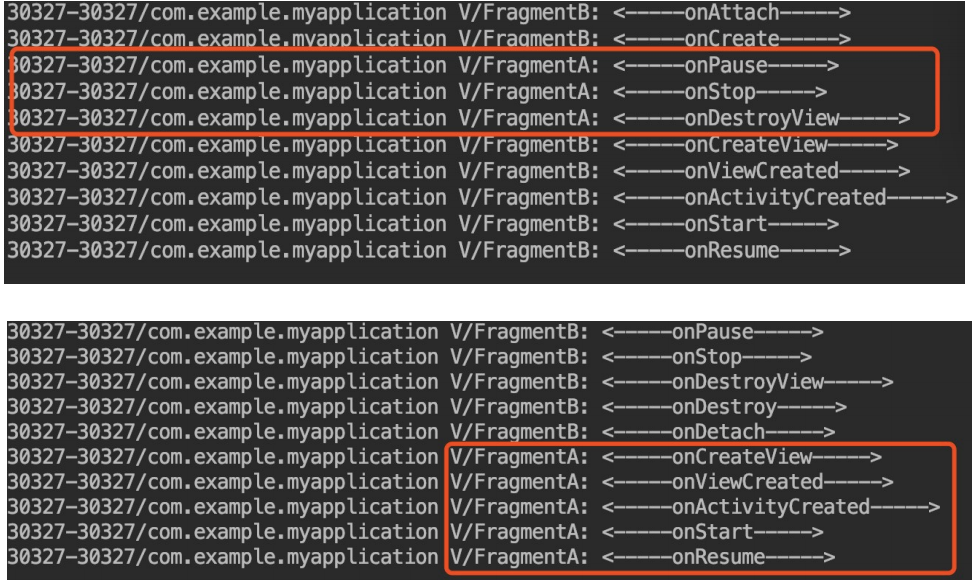 30327-30327/com.example.myapplication V/FragmentB: <-----onAttach----->
30327-30327/com.example.myapplication V/FragmentB: <-----onCreate----->
30327-30327/com.example.myapplication V/FragmentA: <-----onPause----->
30327-30327/com.example.myapplication V/FragmentA: <-----onStop----->
30327-30327/com.example.myapplication V/FragmentA: <-----onDestroyView----->
30327-30327/com.example.myapplication V/FragmentB: <-----onCreateView----->
30327-30327/com.example.myapplication V/FragmentB: <-----onViewCreated----->
30327-30327/com.example.myapplication V/FragmentB: <-----onActivityCreated----->
30327-30327/com.example.myapplication V/FragmentB: <-----onStart----->
30327-30327/com.example.myapplication V/FragmentB: <-----onResume----->
30327-30327/com.example.myapplication V/FragmentB: <-----onPause----->
30327-30327/com.example.myapplication V/FragmentB: <-----onStop----->
30327-30327/com.example.myapplication V/FragmentB: <-----onDestroyView----->
30327-30327/com.example.myapplication V/FragmentB: <-----onDestroy----->
30327-30327/com.example.myapplication V/FragmentB: <-----onDetach----->
30327-30327/com.example.myapplication V/FragmentA: <-----onCreateView----->
30327-30327/com.example.myapplication V/FragmentA: <-----onViewCreated----->
30327-30327/com.example.myapplication V/FragmentA: <-----onActivityCreated----->
30327-30327/com.example.myapplication V/FragmentA: <-----onStart----->
30327-30327/com.example.myapplication V/FragmentA: <-----onResume----->